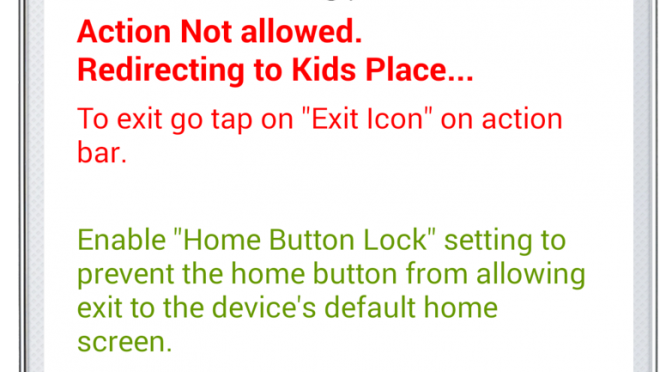 Action Not allowed.
Redirecting to Kids Place...
To exit go tap on "Exit Icon" on action
bar.
Enable "Home Button Lock" setting to
prevent the home button from allowing
exit to the device's default home
screen.